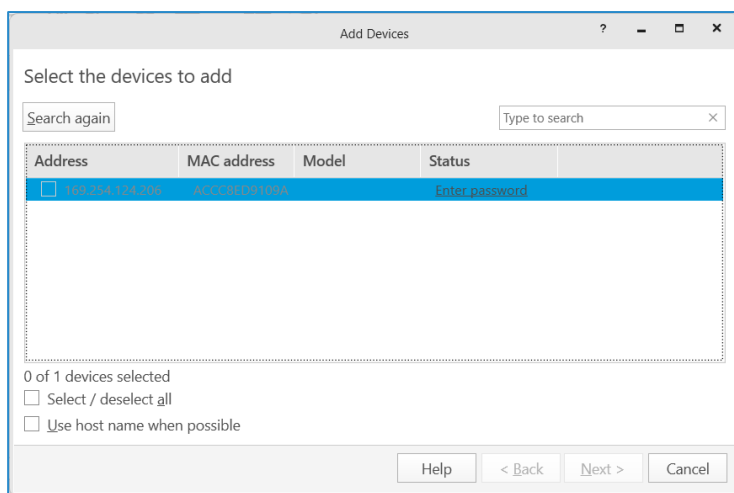 Add Devices
Select the devices to add
Search again
Type to search
Address MAC address Model Status
169.254.124.206 ACCC8ED9109A Enter password
0 of 1 devices selected
Select / deselect all
Use host name when possible
Help < Back Next > Cancel